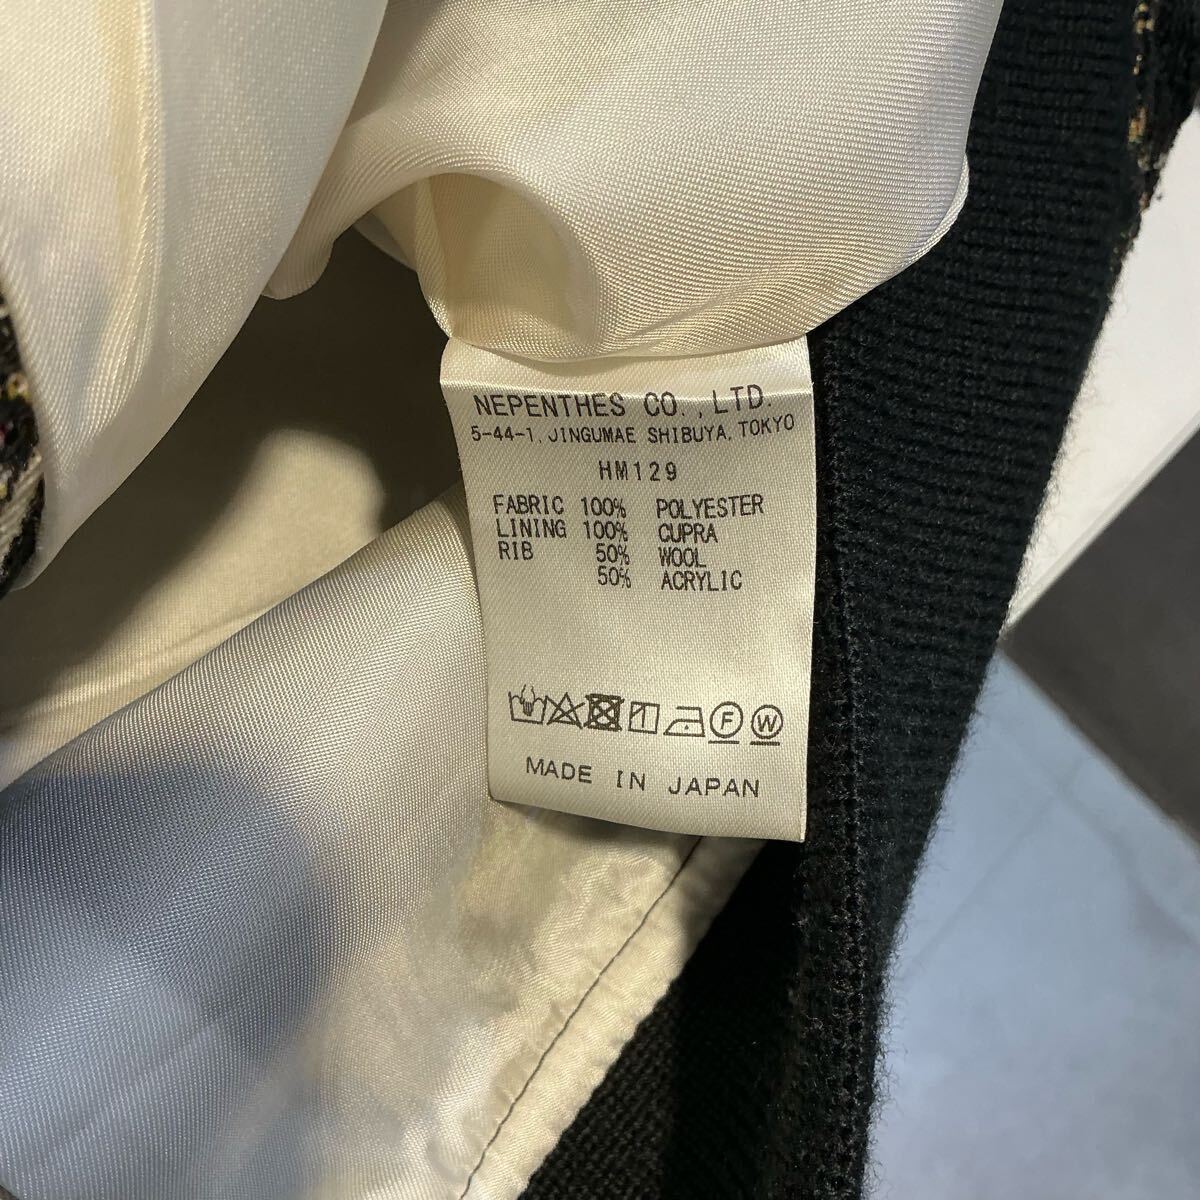 NEPENTHES CO., LTD.
5-44-1, JINGUMAE SHIBUYA, TOKYO
HM129
FABRIC 100% POLYESTER
LINING 100% CUPRA
RIB 50% WOOL
50% ACRYLIC
F W
MADE IN JAPAN